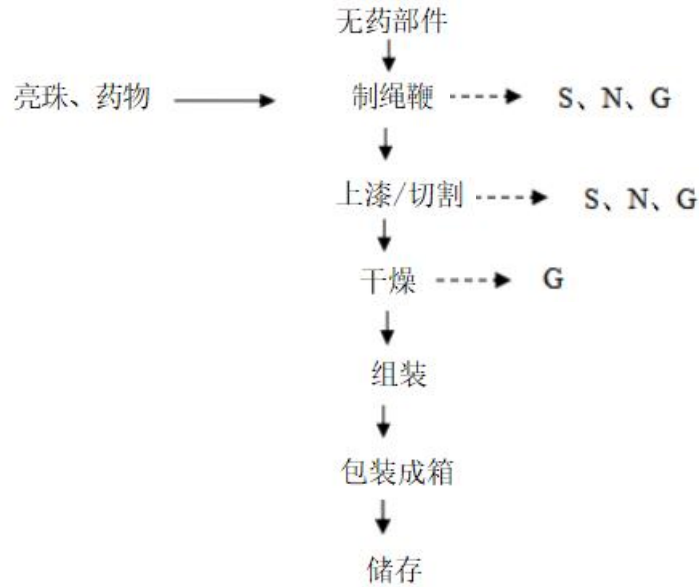 无药部件
亮珠、药物 制绳鞭 S、N、G
上漆/切割 S、N、G
干燥 G
组装
包装成箱
储存